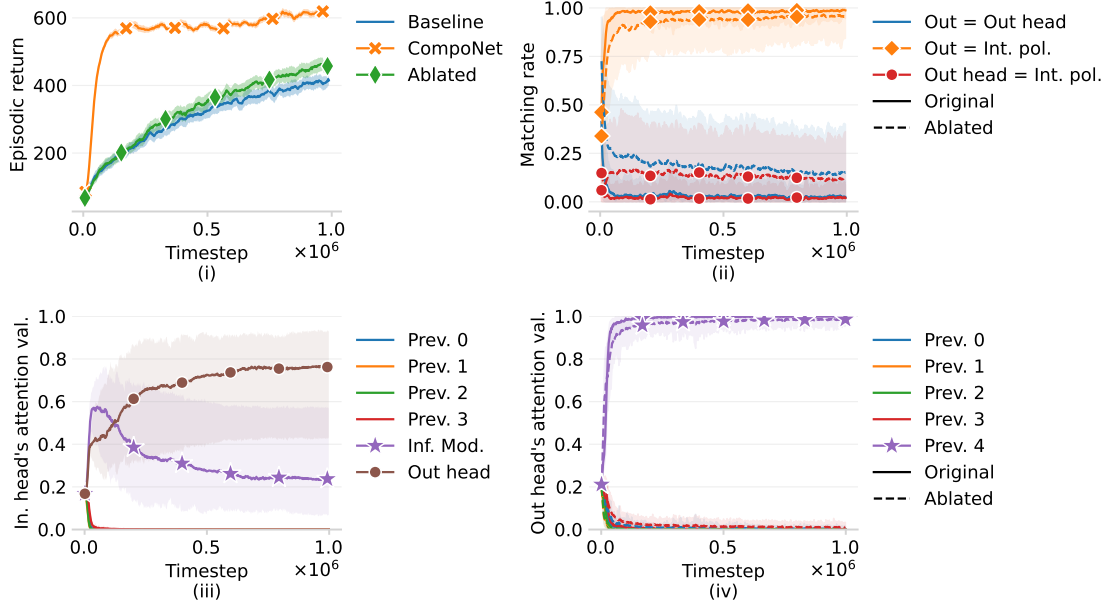 Episodic return
600
400
200
0.0
0.5
1.0
Timestep
×10⁶
(i)
Baseline
CompoNet
Ablated
Matching rate
1.00
0.75
0.50
0.25
0.00
0.0
0.5
1.0
Timestep
×10⁶
(ii)
Out = Out head
Out = Int. pol.
Out head = Int. pol.
Original
Ablated
In. head's attention val.
1.0
0.8
0.6
0.4
0.2
0.0
0.0
0.5
1.0
Timestep
×10⁶
(iii)
Prev. 0
Prev. 1
Prev. 2
Prev. 3
Inf. Mod.
Out head
Out head's attention val.
1.0
0.8
0.6
0.4
0.2
0.0
0.0
0.5
1.0
Timestep
×10⁶
(iv)
Prev. 0
Prev. 1
Prev. 2
Prev. 3
Prev. 4
Original
Ablated